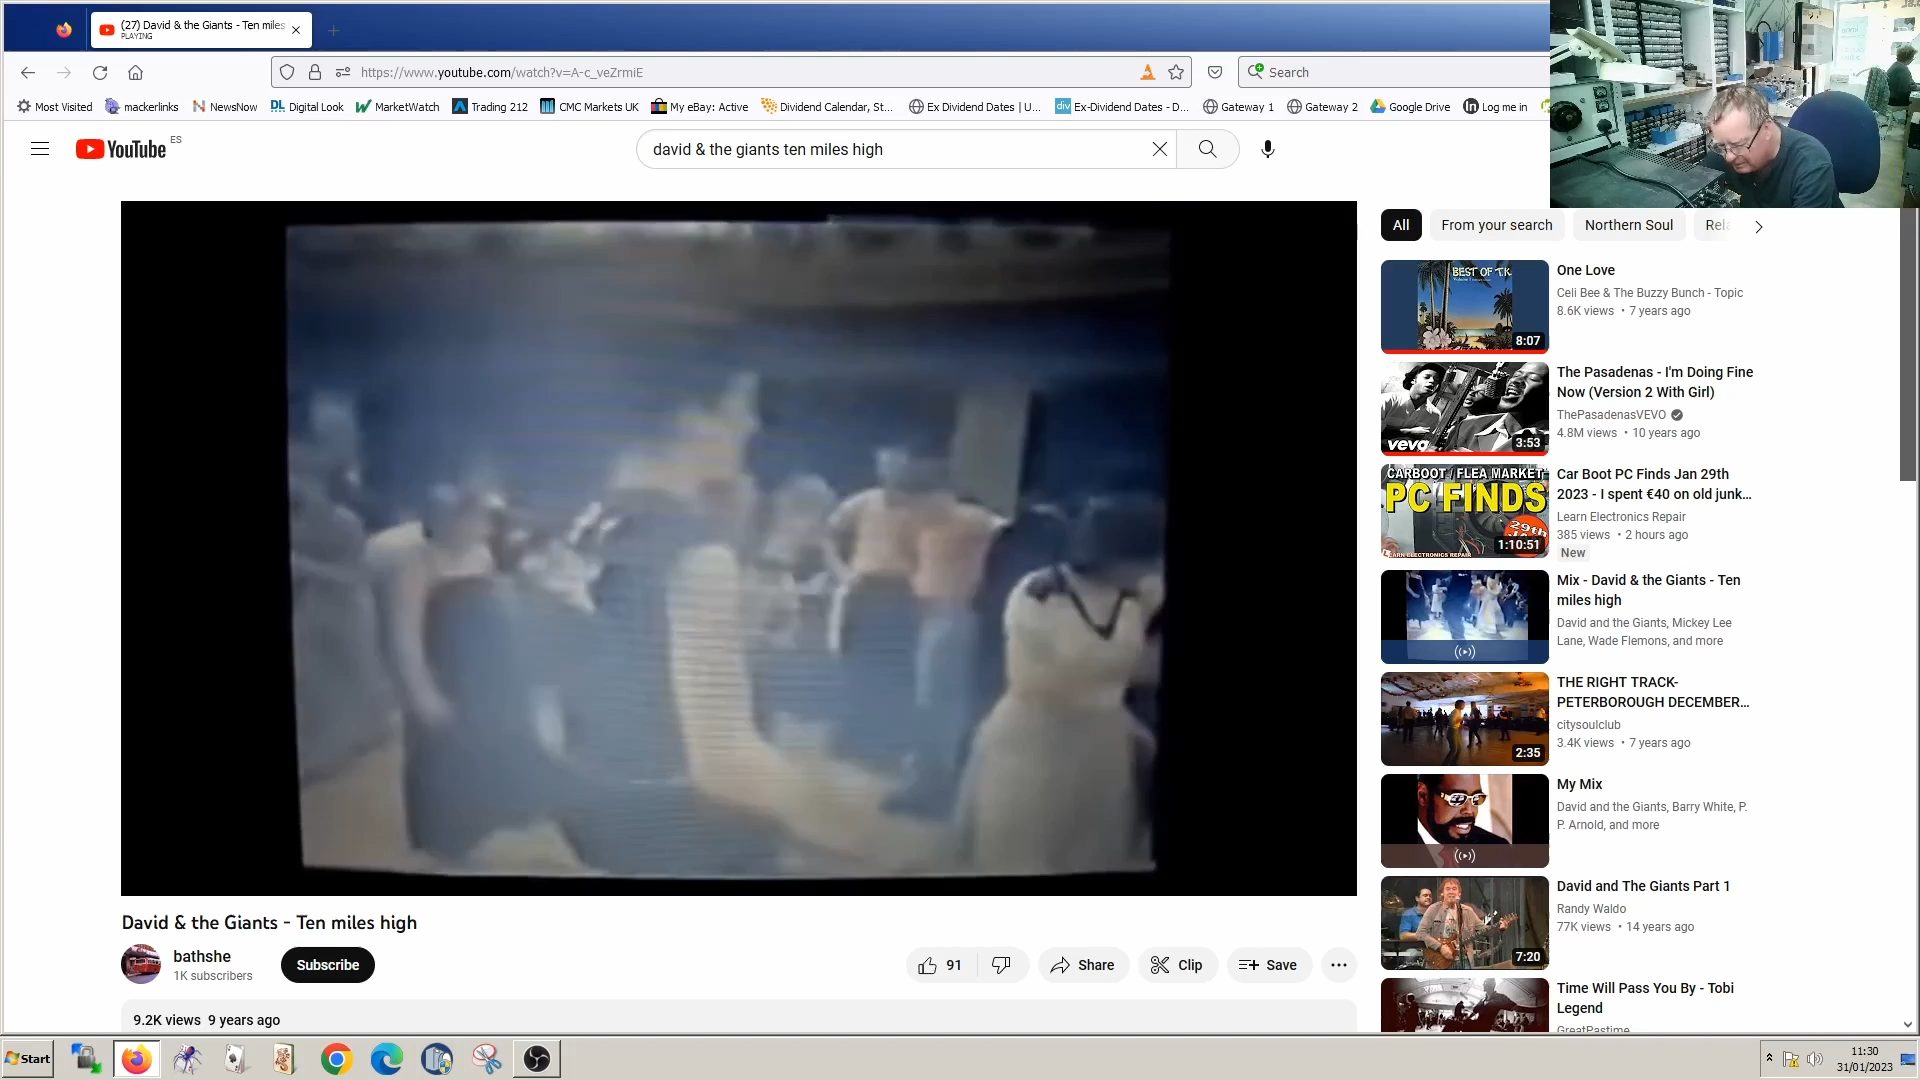 (27) David & the Giants - Ten miles
PLAYING
https://www.youtube.com/watch?v=A-c_veZrmiE
Search
Most Visited
mackerlinks
NewsNow
DL Digital Look
MarketWatch
Trading 212
CMC Markets UK
My eBay: Active
Dividend Calendar, St...
Ex Dividend Dates | U...
div Ex-Dividend Dates - D...
Gateway 1
Gateway 2
Google Drive
Log me in
YouTube ES
david & the giants ten miles high
All
From your search
Northern Soul
BEST OF T.K.
8:07
One Love
Celi Bee & The Buzzy Bunch - Topic
8.6K views • 7 years ago
vevo
3:53
The Pasadenas - I'm Doing Fine
Now (Version 2 With Girl)
ThePasadenasVEVO
4.8M views • 10 years ago
CARBOOT / FLEA MARKET
PC FINDS
29th
LEARN ELECTRONICS REPAIR
1:10:51
Car Boot PC Finds Jan 29th
2023 - I spent €40 on old junk...
Learn Electronics Repair
385 views • 2 hours ago
New
Mix - David & the Giants - Ten
miles high
David and the Giants, Mickey Lee
Lane, Wade Flemons, and more
2:35
THE RIGHT TRACK-
PETERBOROUGH DECEMBER...
citysoulclub
3.4K views • 7 years ago
My Mix
David and the Giants, Barry White, P.
P. Arnold, and more
7:20
David and The Giants Part 1
Randy Waldo
77K views • 14 years ago
Time Will Pass You By - Tobi
Legend
GreatPastime
David & the Giants - Ten miles high
bathshe
1K subscribers
Subscribe
91
Share
Clip
Save
9.2K views 9 years ago
Start
11:30
31/01/2023